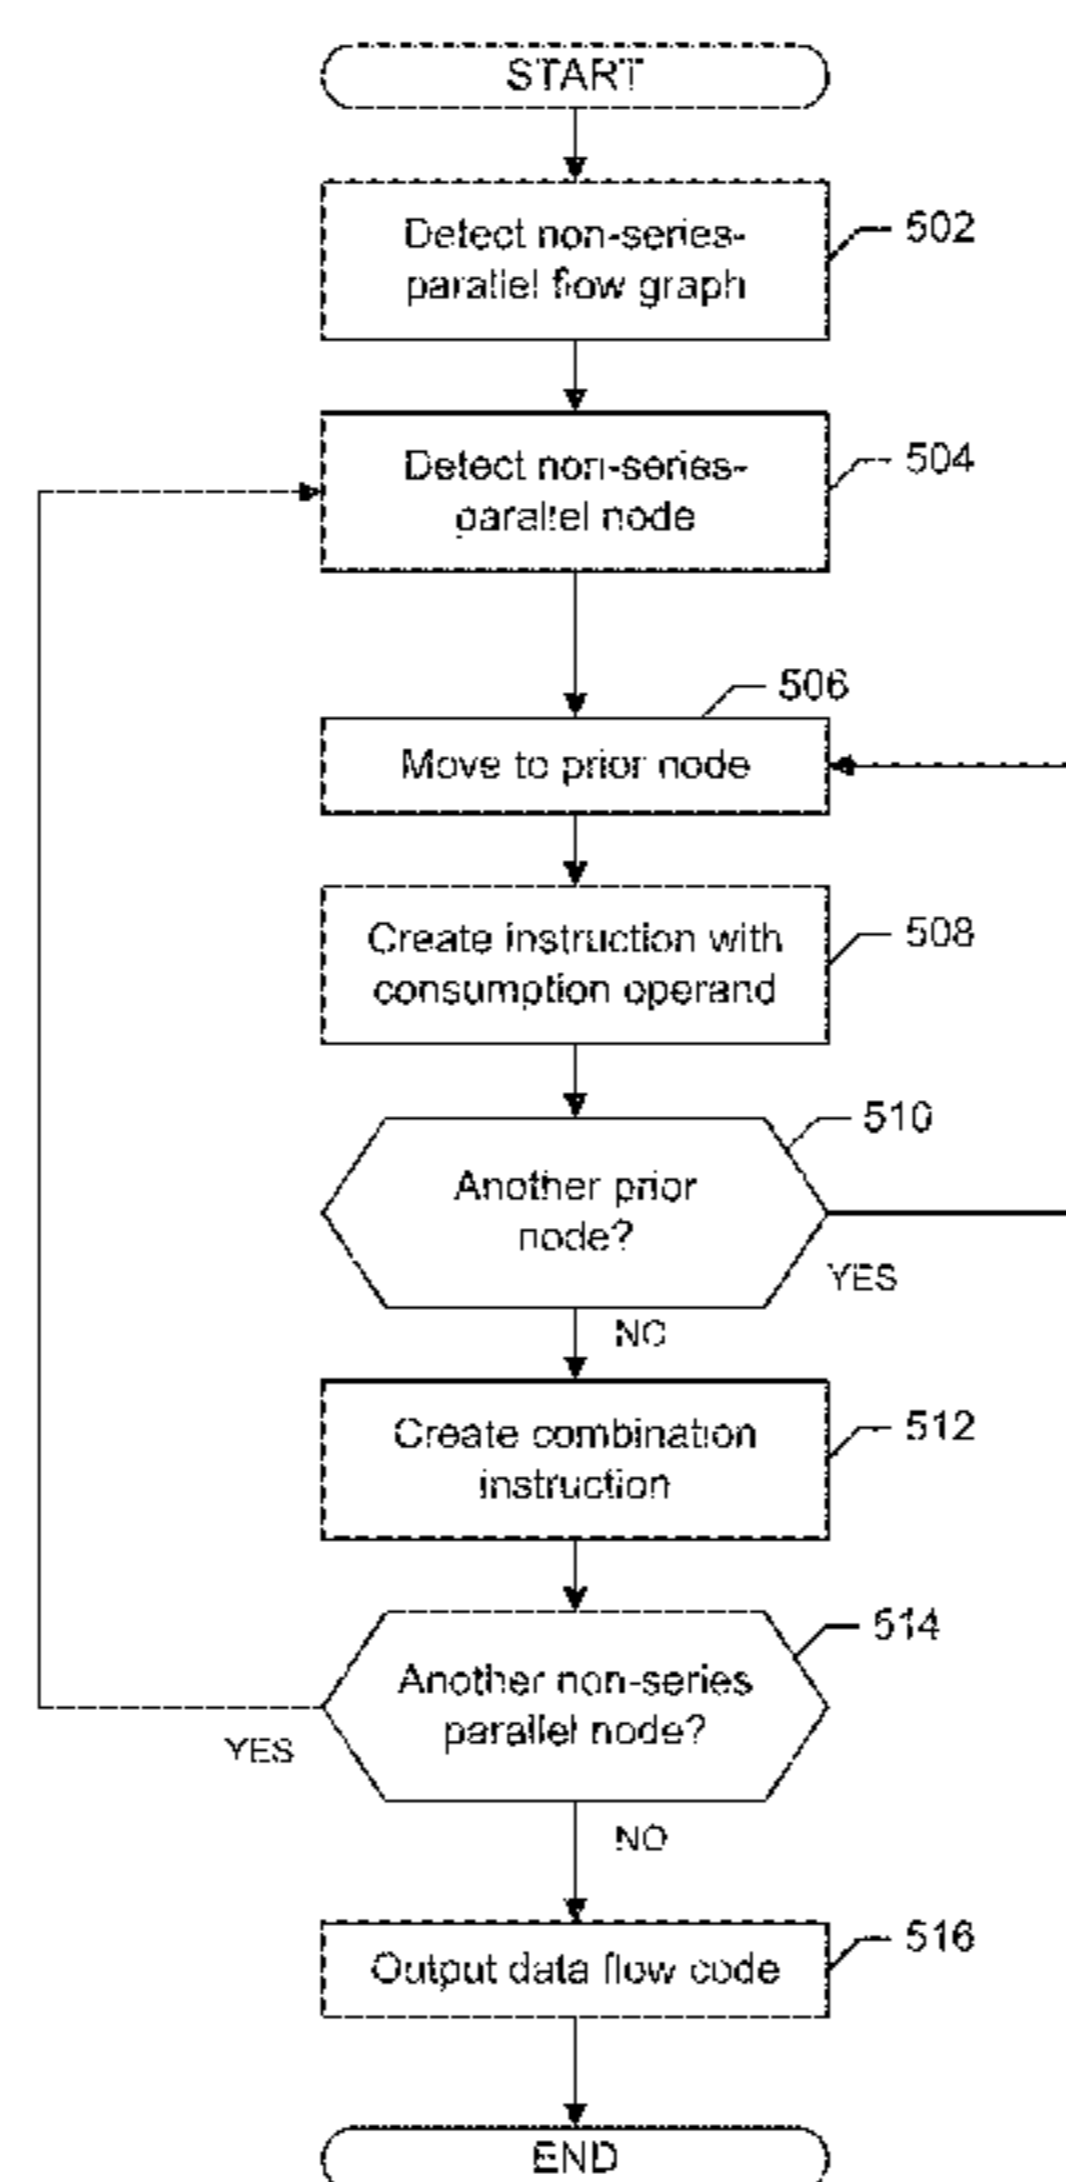 START
Detect non-series-
parallel flow graph
502
Detect non-series-
parallel node
504
506
Move to prior node
Create instruction with
consumption operand
508
510
Another prior
node?
YES
NO
Create combination
instruction
512
514
Another non-series
parallel node?
YES
NO
Output data flow code
516
END